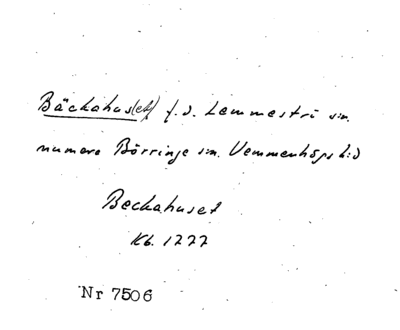 Bäckahus(et) f.d. Lemmeströ sn.
numera Börringe sn. Vemmenhögs hd
Beckahuset
Kb. 1777
Nr 7506